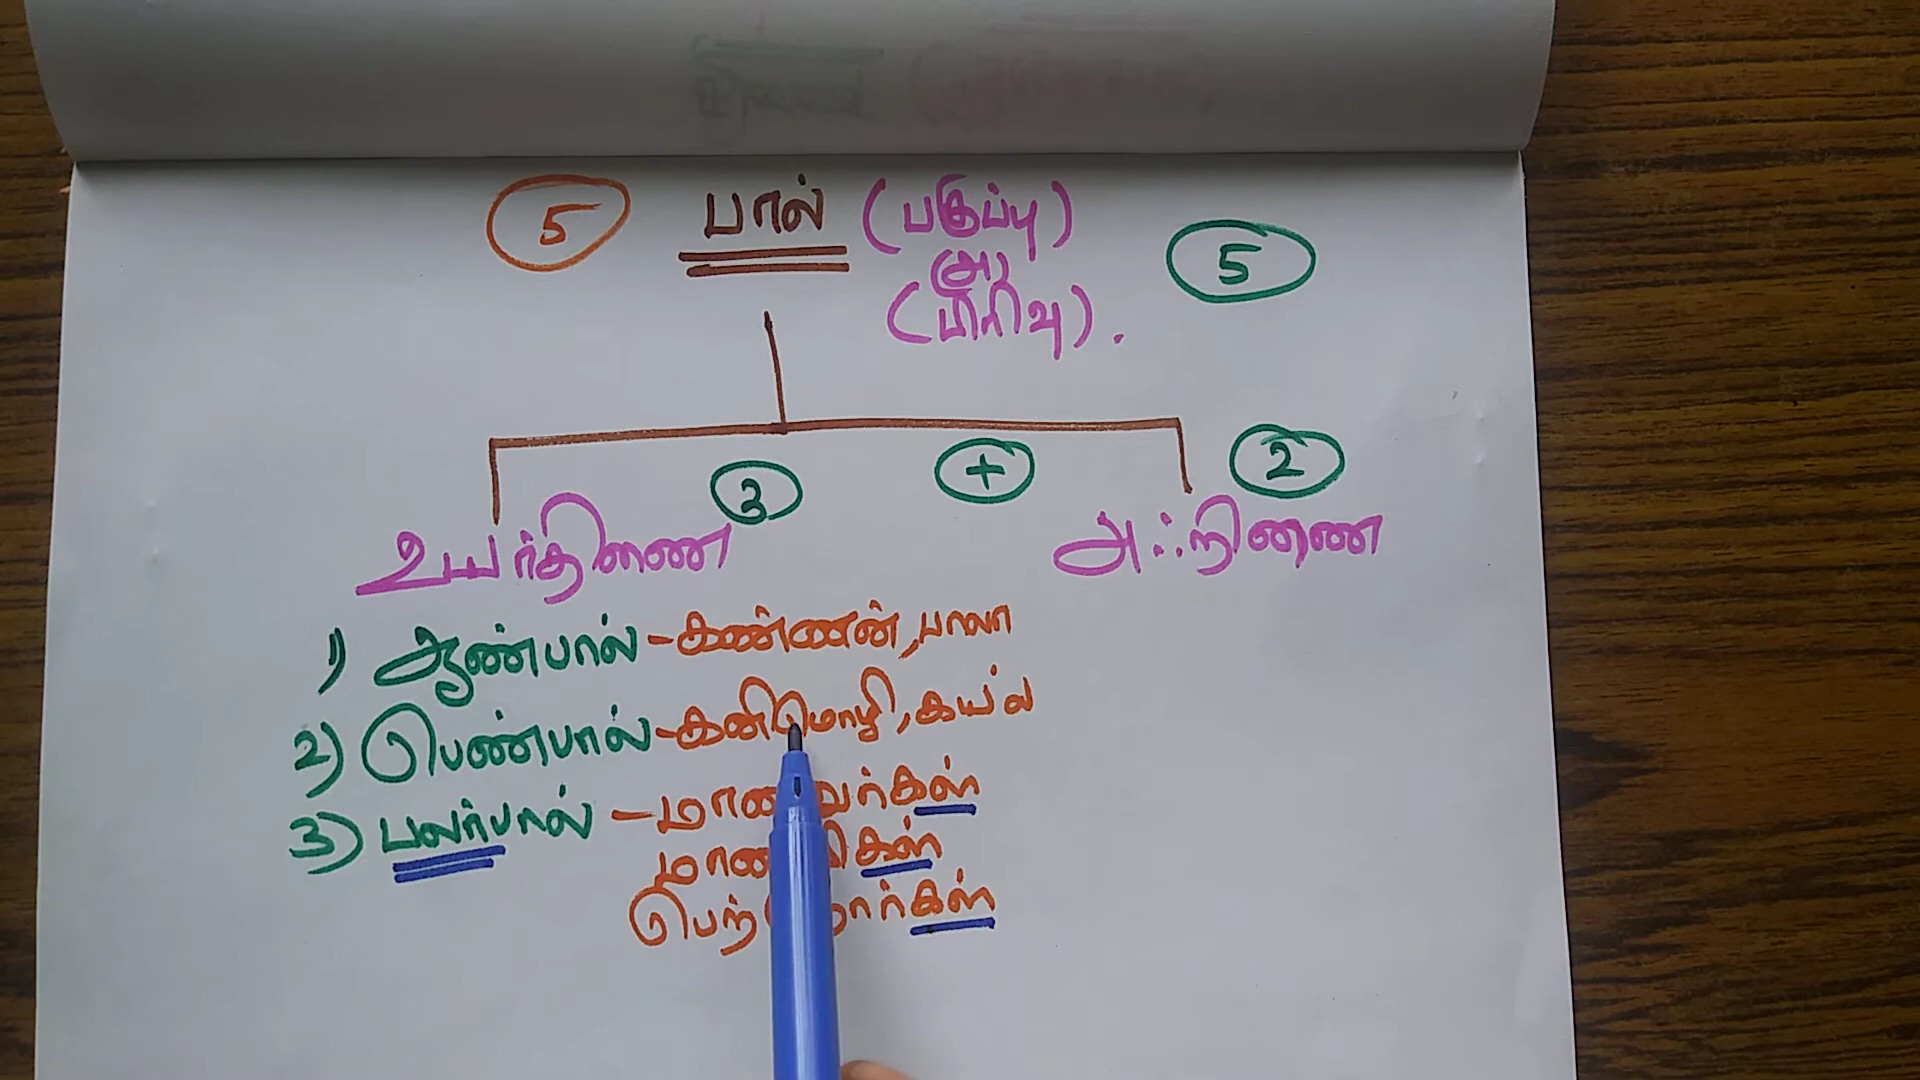 5 பால் (பகுப்பு) 5
(அ)
(பிரிவு).
3 + 2
உயர்திணை அஃறிணை
1) ஆண்பால் - கண்ணன், பாலா
2) பெண்பால் - கனிமொழி, கயல்
3) பலர்பால் - மாணவர்கள்
மாணவிகள்
பெற்றோர்கள்